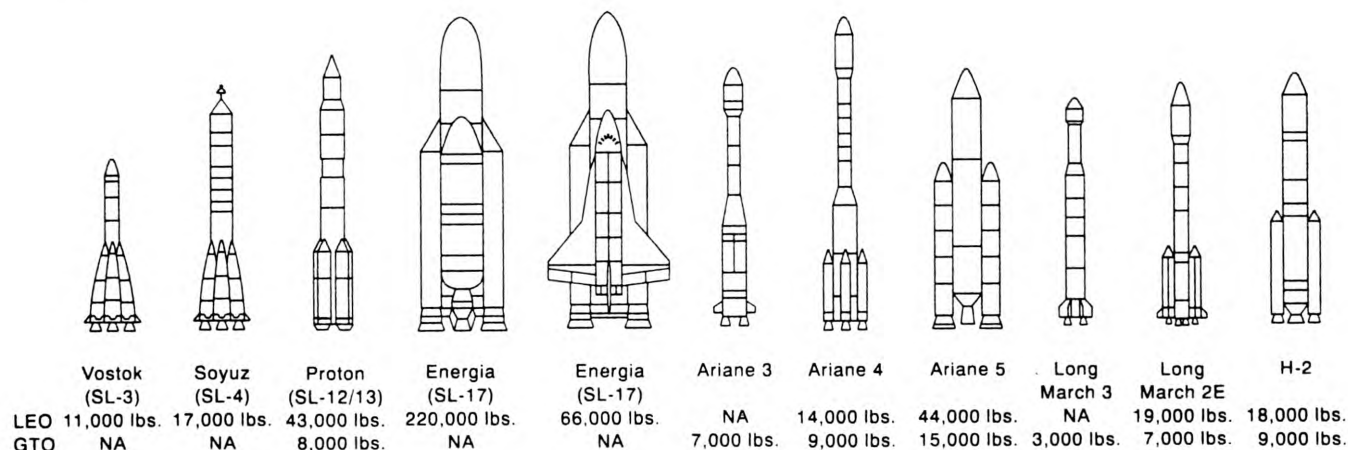 Vostok Soyuz Proton Energia Energia Ariane 3 Ariane 4 Ariane 5 Long Long H-2
(SL-3) (SL-4) (SL-12/13) (SL-17) (SL-17) March 3 March 2E
LEO 11,000 lbs. 17,000 lbs. 43,000 lbs. 220,000 lbs. 66,000 lbs. NA 14,000 lbs. 44,000 lbs. NA 19,000 lbs. 18,000 lbs.
GTO NA NA 8,000 lbs. NA NA 7,000 lbs. 9,000 lbs. 15,000 lbs. 3,000 lbs. 7,000 lbs. 9,000 lbs.